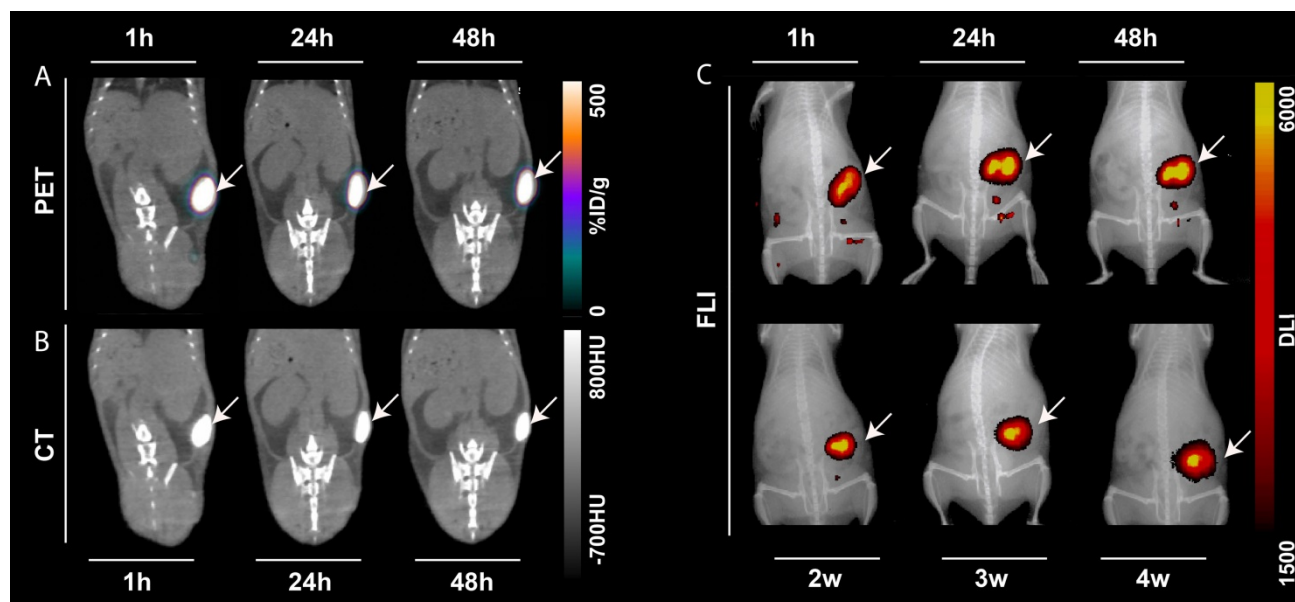 1h 24h 48h
A
PET
500
%ID/g
0
B
CT
800HU
-700HU
1h 24h 48h
1h 24h 48h
C
FLI
6000
DLI
1500
2w 3w 4w